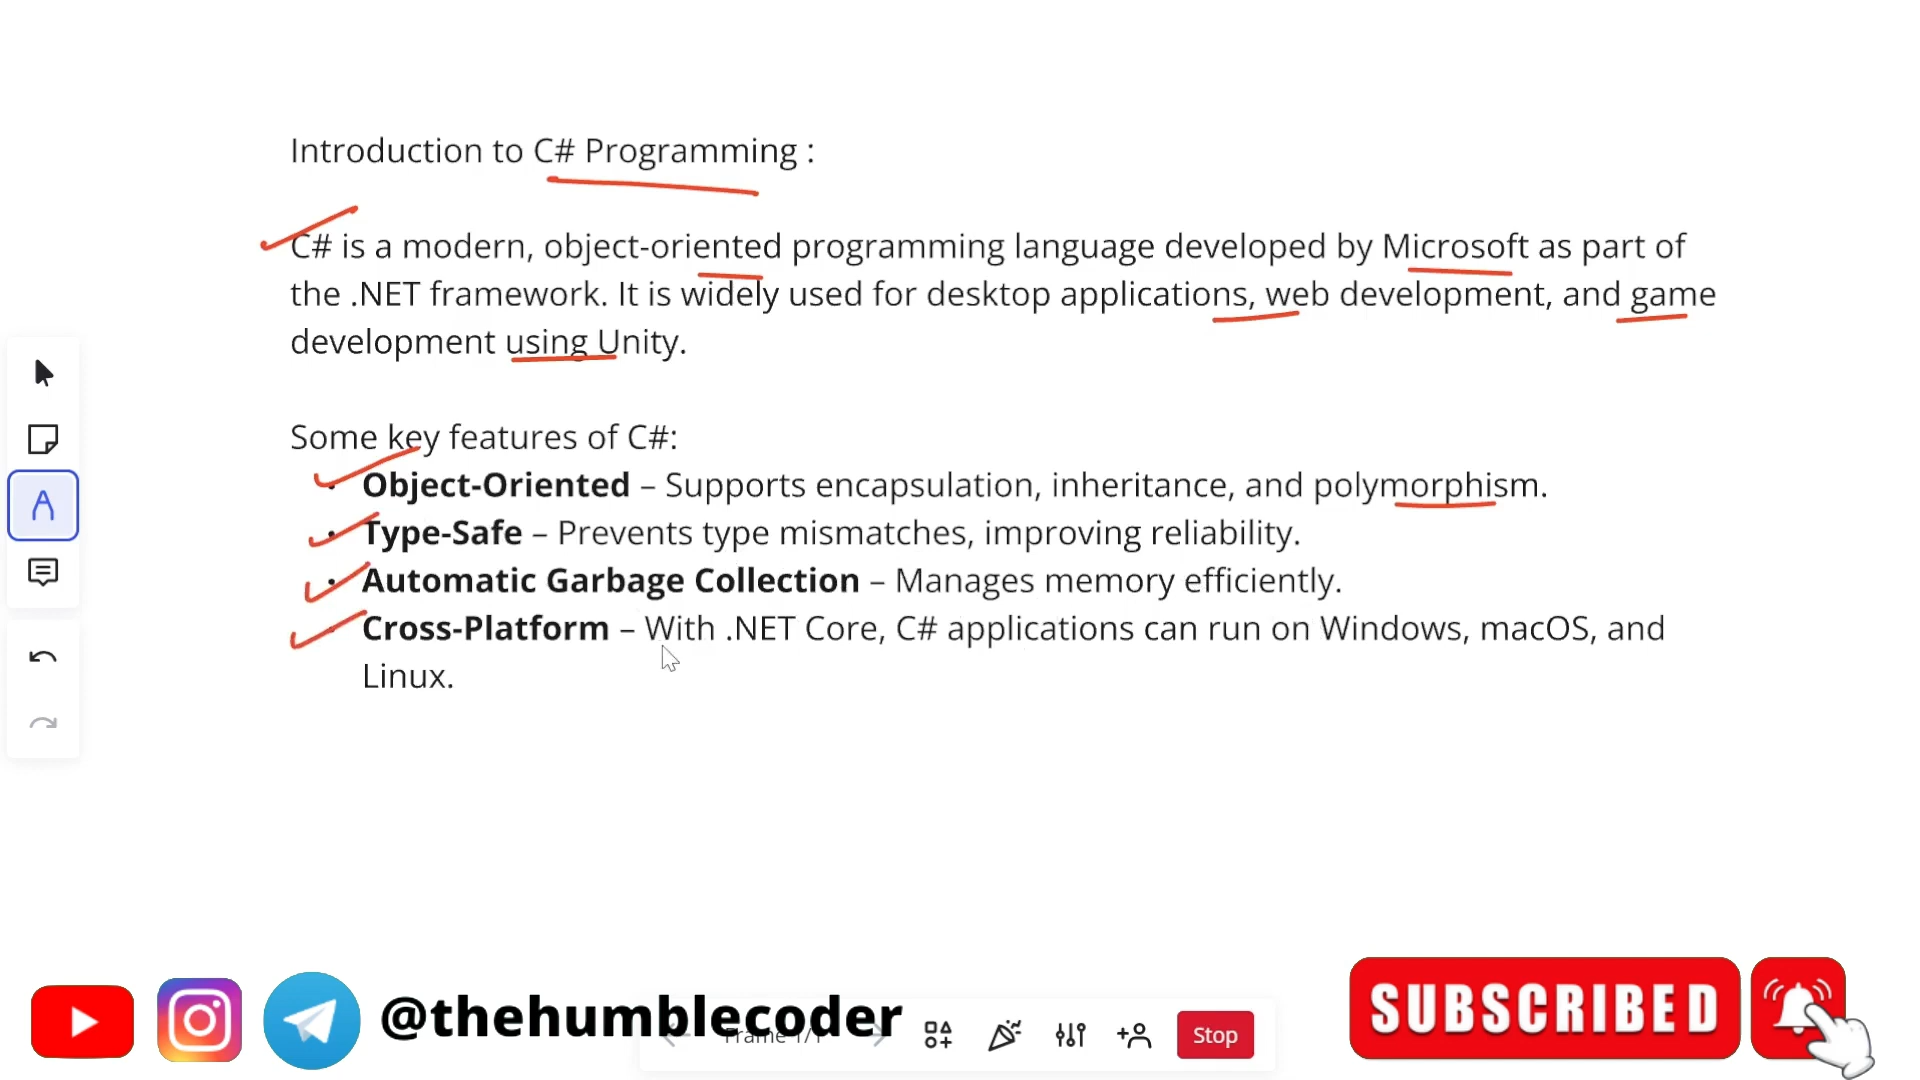 Introduction to C# Programming :
C# is a modern, object-oriented programming language developed by Microsoft as part of
the .NET framework. It is widely used for desktop applications, web development, and game
development using Unity.
Some key features of C#:
• Object-Oriented – Supports encapsulation, inheritance, and polymorphism.
• Type-Safe – Prevents type mismatches, improving reliability.
• Automatic Garbage Collection – Manages memory efficiently.
• Cross-Platform – With .NET Core, C# applications can run on Windows, macOS, and
Linux.
@thehumblecoder
Frame 1/1
Stop
SUBSCRIBED